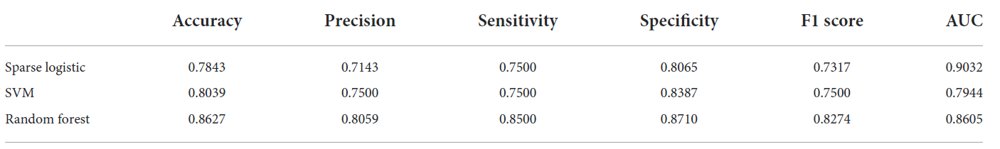 Accuracy Precision Sensitivity Specificity F1 score AUC
Sparse logistic 0.7843 0.7143 0.7500 0.8065 0.7317 0.9032
SVM 0.8039 0.7500 0.7500 0.8387 0.7500 0.7944
Random forest 0.8627 0.8059 0.8500 0.8710 0.8274 0.8605